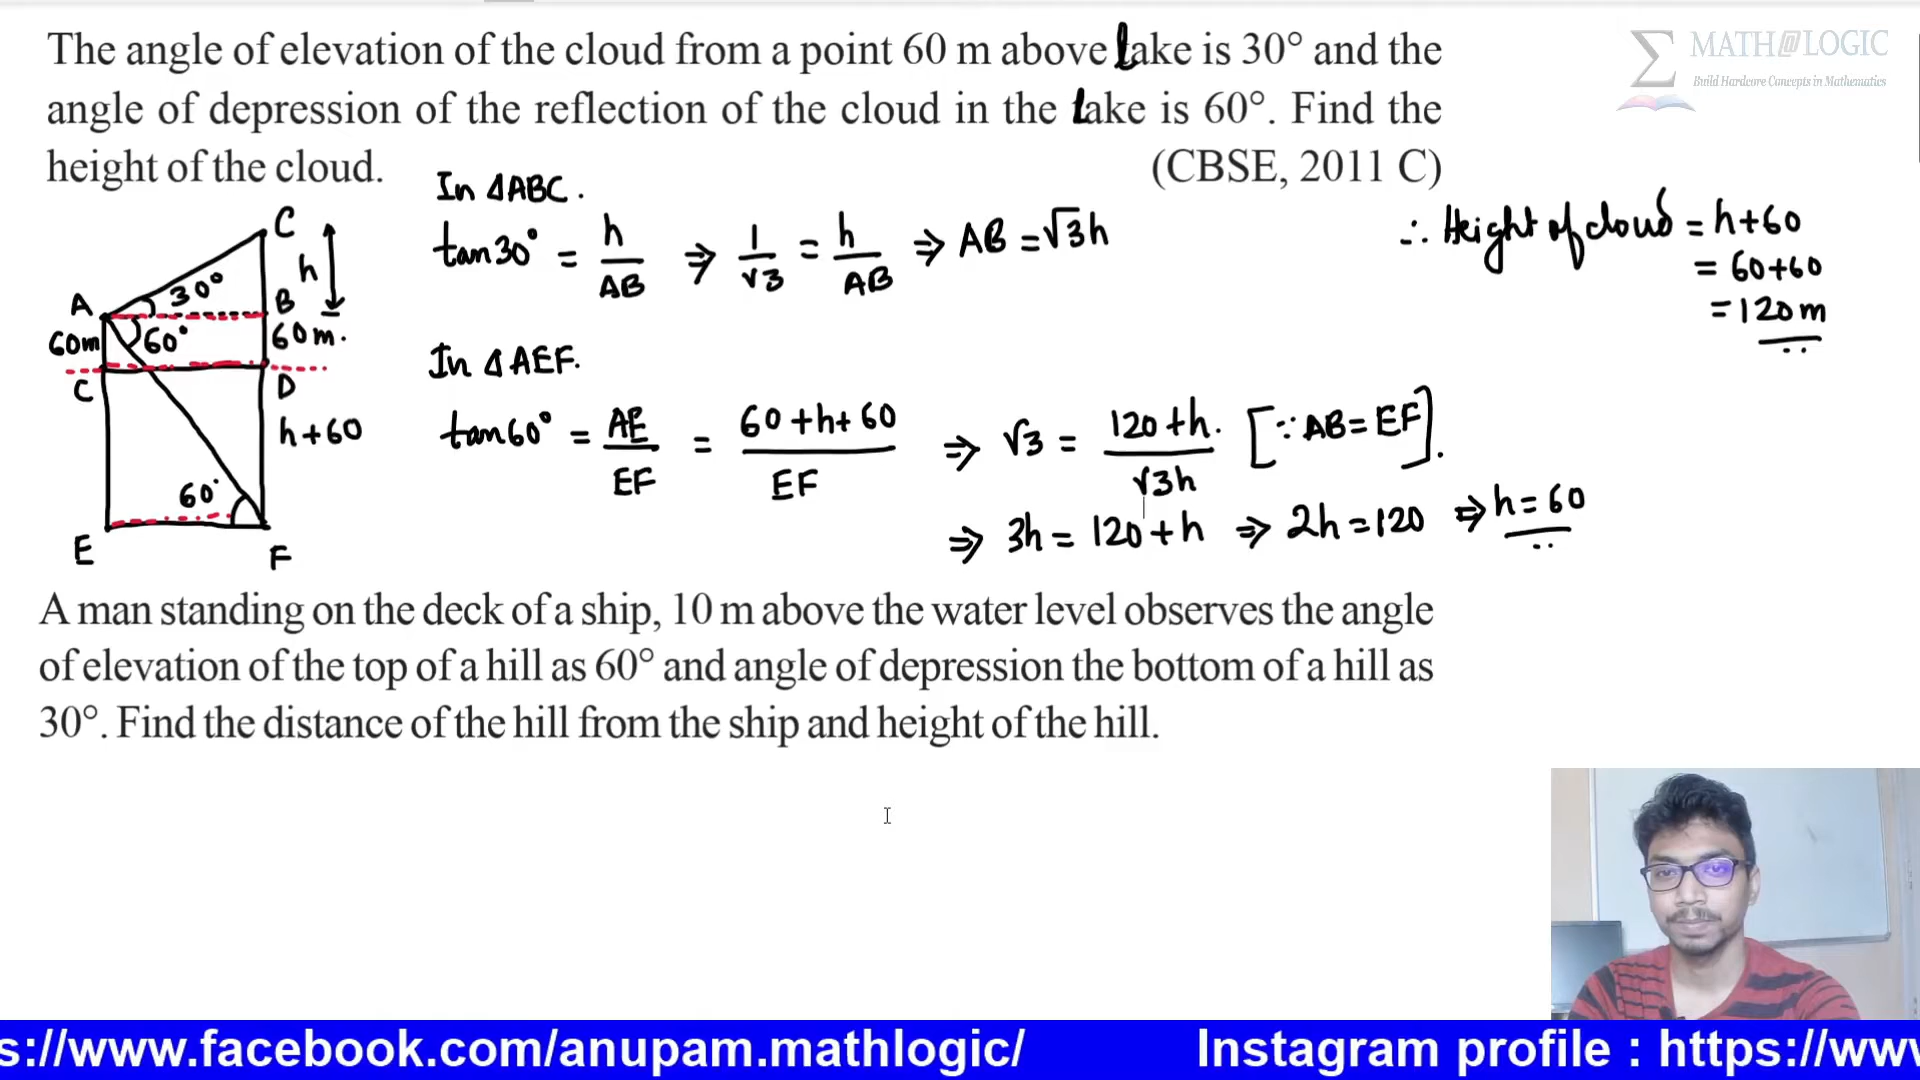 The angle of elevation of the cloud from a point 60 m above lake is 30° and the
angle of depression of the reflection of the cloud in the lake is 60°. Find the
height of the cloud. (CBSE, 2011 C)
MATH@LOGIC
Build Hardcore Concepts in Mathematics
In ΔABC.
tan30° = h/AB ⇒ 1/√3 = h/AB ⇒ AB = √3h
∴ Height of cloud = h+60
= 60+60
= 120m
C
h
30°
A
B
60m
60°
60m.
C
D
h+60
60°
E
F
In ΔAEF.
tan60° = AE/EF = 60+h+60/EF ⇒ √3 = 120+h/√3h. [∵ AB = EF].
⇒ 3h = 120+h ⇒ 2h = 120 ⇒ h = 60
A man standing on the deck of a ship, 10 m above the water level observes the angle
of elevation of the top of a hill as 60° and angle of depression the bottom of a hill as
30°. Find the distance of the hill from the ship and height of the hill.
s://www.facebook.com/anupam.mathlogic/ Instagram profile : https://www